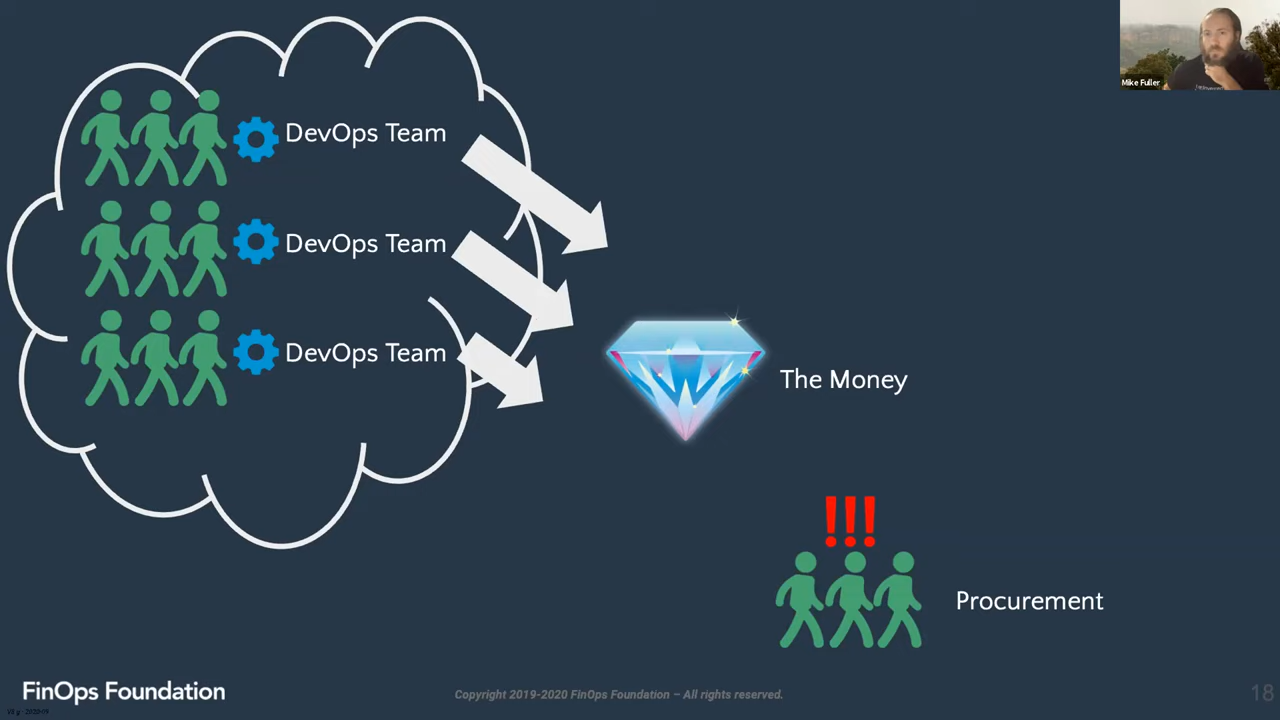 Mike Fuller
DevOps Team
DevOps Team
DevOps Team
The Money
!!!
Procurement
FinOps Foundation
Copyright 2019-2020 FinOps Foundation – All rights reserved.
18